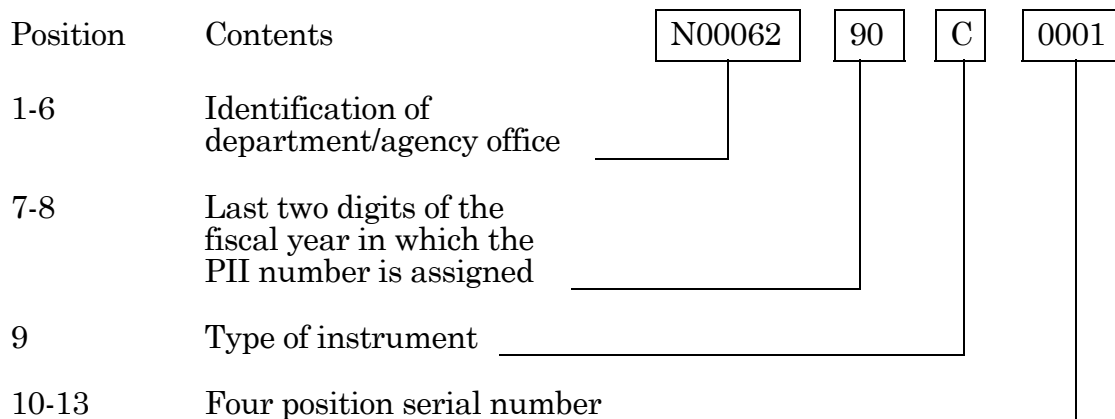 Position Contents N00062 90 C 0001
1-6 Identification of
department/agency office
7-8 Last two digits of the
fiscal year in which the
PII number is assigned
9 Type of instrument
10-13 Four position serial number